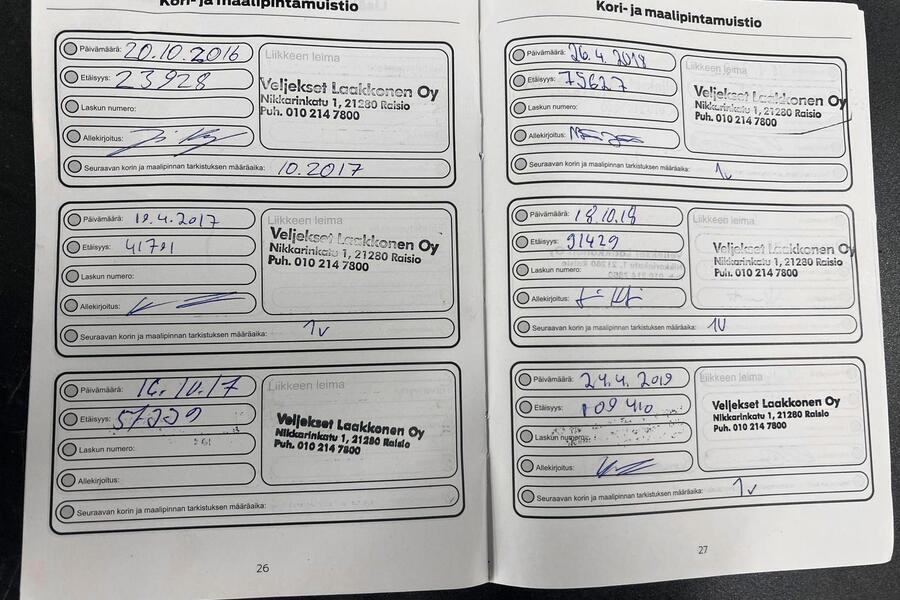 Kori- ja maalipintamuistio
Päivämäärä: 20.10.2016
Etäisyys: 23928
Laskun numero:
Allekirjoitus:
Liikkeen leima
Veljekset Laakkonen Oy
Nikkarinkatu 1, 21280 Raisio
Puh. 010 214 7800
Seuraavan korin ja maalipinnan tarkistuksen määräaika: 10.2017
Päivämäärä: 19.4.2017
Etäisyys: 41791
Laskun numero:
Allekirjoitus:
Liikkeen leima
Veljekset Laakkonen Oy
Nikkarinkatu 1, 21280 Raisio
Puh. 010 214 7800
Seuraavan korin ja maalipinnan tarkistuksen määräaika: 1v
Päivämäärä: 16.10.17
Etäisyys:
Laskun numero:
Allekirjoitus:
Liikkeen leima
Veljekset Laakkonen Oy
Nikkarinkatu 1, 21280 Raisio
Puh. 010 214 7800
Seuraavan korin ja maalipinnan tarkistuksen määräaika:
26
Kori- ja maalipintamuistio
Päivämäärä: 26.4.2018
Etäisyys: 75627
Laskun numero:
Allekirjoitus:
Liikkeen leima
Veljekset Laakkonen Oy
Nikkarinkatu 1, 21280 Raisio
Puh. 010 214 7800
Seuraavan korin ja maalipinnan tarkistuksen määräaika: 1v
Päivämäärä: 18.10.18
Etäisyys: 91429
Laskun numero:
Allekirjoitus:
Liikkeen leima
Veljekset Laakkonen Oy
Nikkarinkatu 1, 21280 Raisio
Puh. 010 214 7800
Seuraavan korin ja maalipinnan tarkistuksen määräaika: 1v
Päivämäärä: 24.4.2019
Etäisyys: 109410
Laskun numero:
Allekirjoitus:
Liikkeen leima
Veljekset Laakkonen Oy
Nikkarinkatu 1, 21280 Raisio
Puh. 010 214 7800
Seuraavan korin ja maalipinnan tarkistuksen määräaika: 1v
27